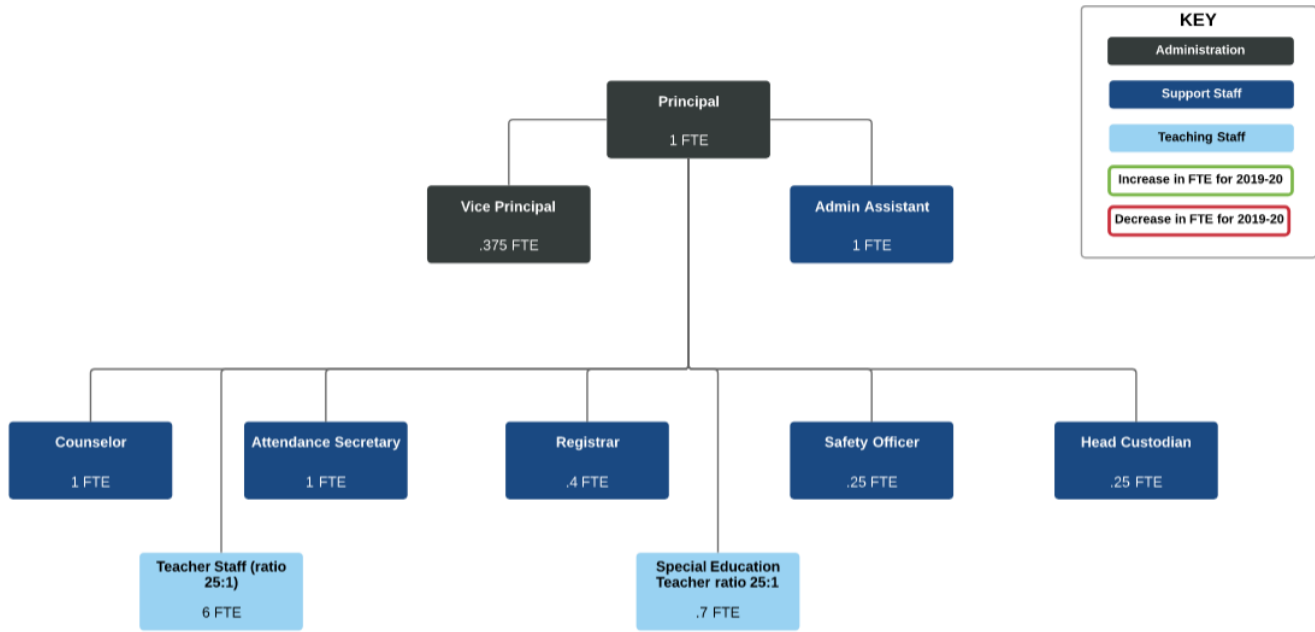 KEY
Administration
Support Staff
Teaching Staff
Increase in FTE for 2019-20
Decrease in FTE for 2019-20
Principal
1 FTE
Vice Principal
.375 FTE
Admin Assistant
1 FTE
Counselor
1 FTE
Attendance Secretary
1 FTE
Registrar
.4 FTE
Safety Officer
.25 FTE
Head Custodian
.25 FTE
Teacher Staff (ratio
25:1)
6 FTE
Special Education
Teacher ratio 25:1
.7 FTE